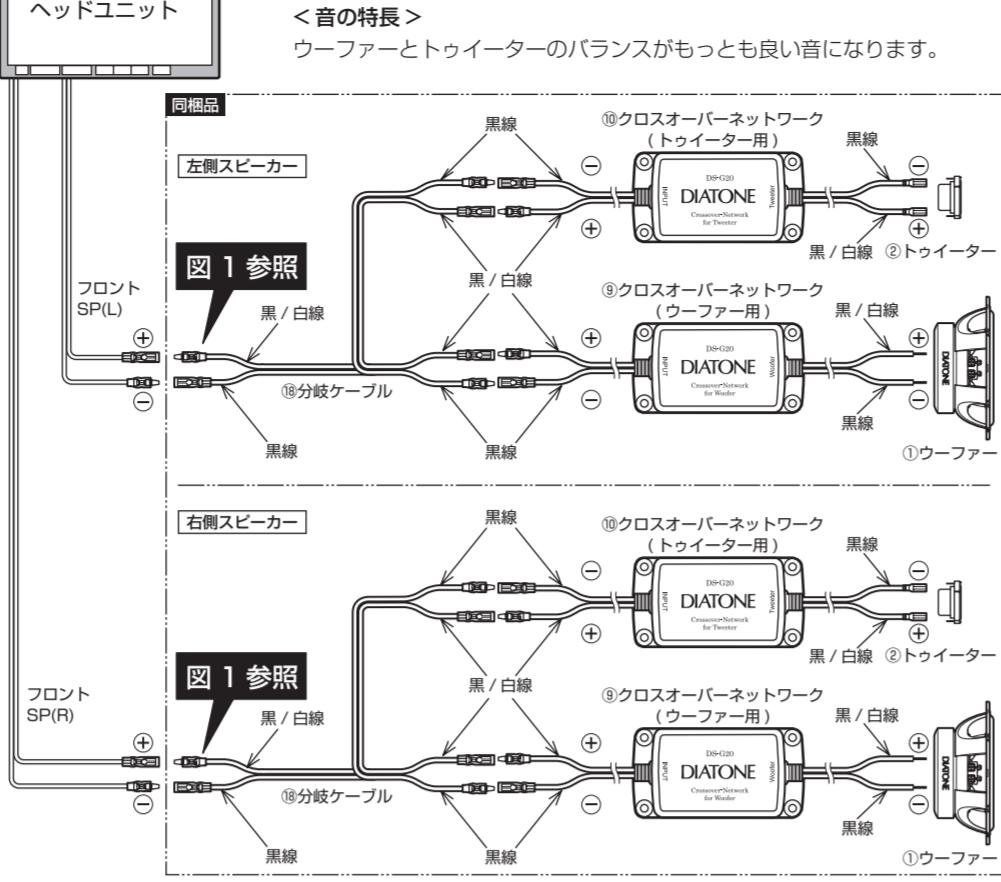 ヘッドユニット
<音の特長>
ウーファーとトゥイーターのバランスがもっとも良い音になります。
同梱品
左側スピーカー
黒線
⑩クロスオーバーネットワーク
(トゥイーター用)
黒線
⊖
⊖
INPUT
DS-G20
DIATONE
Crossover-Network
for Tweeter
Tweeter
⊕
⊕
黒 / 白線
②トゥイーター
図 1 参照
フロント
SP(L)
黒 / 白線
黒 / 白線
⑨クロスオーバーネットワーク
(ウーファー用)
黒 / 白線
⊕
⊕
⊕
INPUT
DS-G20
DIATONE
Crossover-Network
for Woofer
Woofer
DIATONE
⊖
⑱分岐ケーブル
⊖
⊖
黒線
黒線
黒線
①ウーファー
右側スピーカー
黒線
⑩クロスオーバーネットワーク
(トゥイーター用)
黒線
⊖
⊖
INPUT
DS-G20
DIATONE
Crossover-Network
for Tweeter
Tweeter
⊕
⊕
黒 / 白線
②トゥイーター
図 1 参照
フロント
SP(R)
黒 / 白線
黒 / 白線
⑨クロスオーバーネットワーク
(ウーファー用)
黒 / 白線
⊕
⊕
⊕
INPUT
DS-G20
DIATONE
Crossover-Network
for Woofer
Woofer
DIATONE
⊖
⑱分岐ケーブル
⊖
⊖
黒線
黒線
黒線
①ウーファー